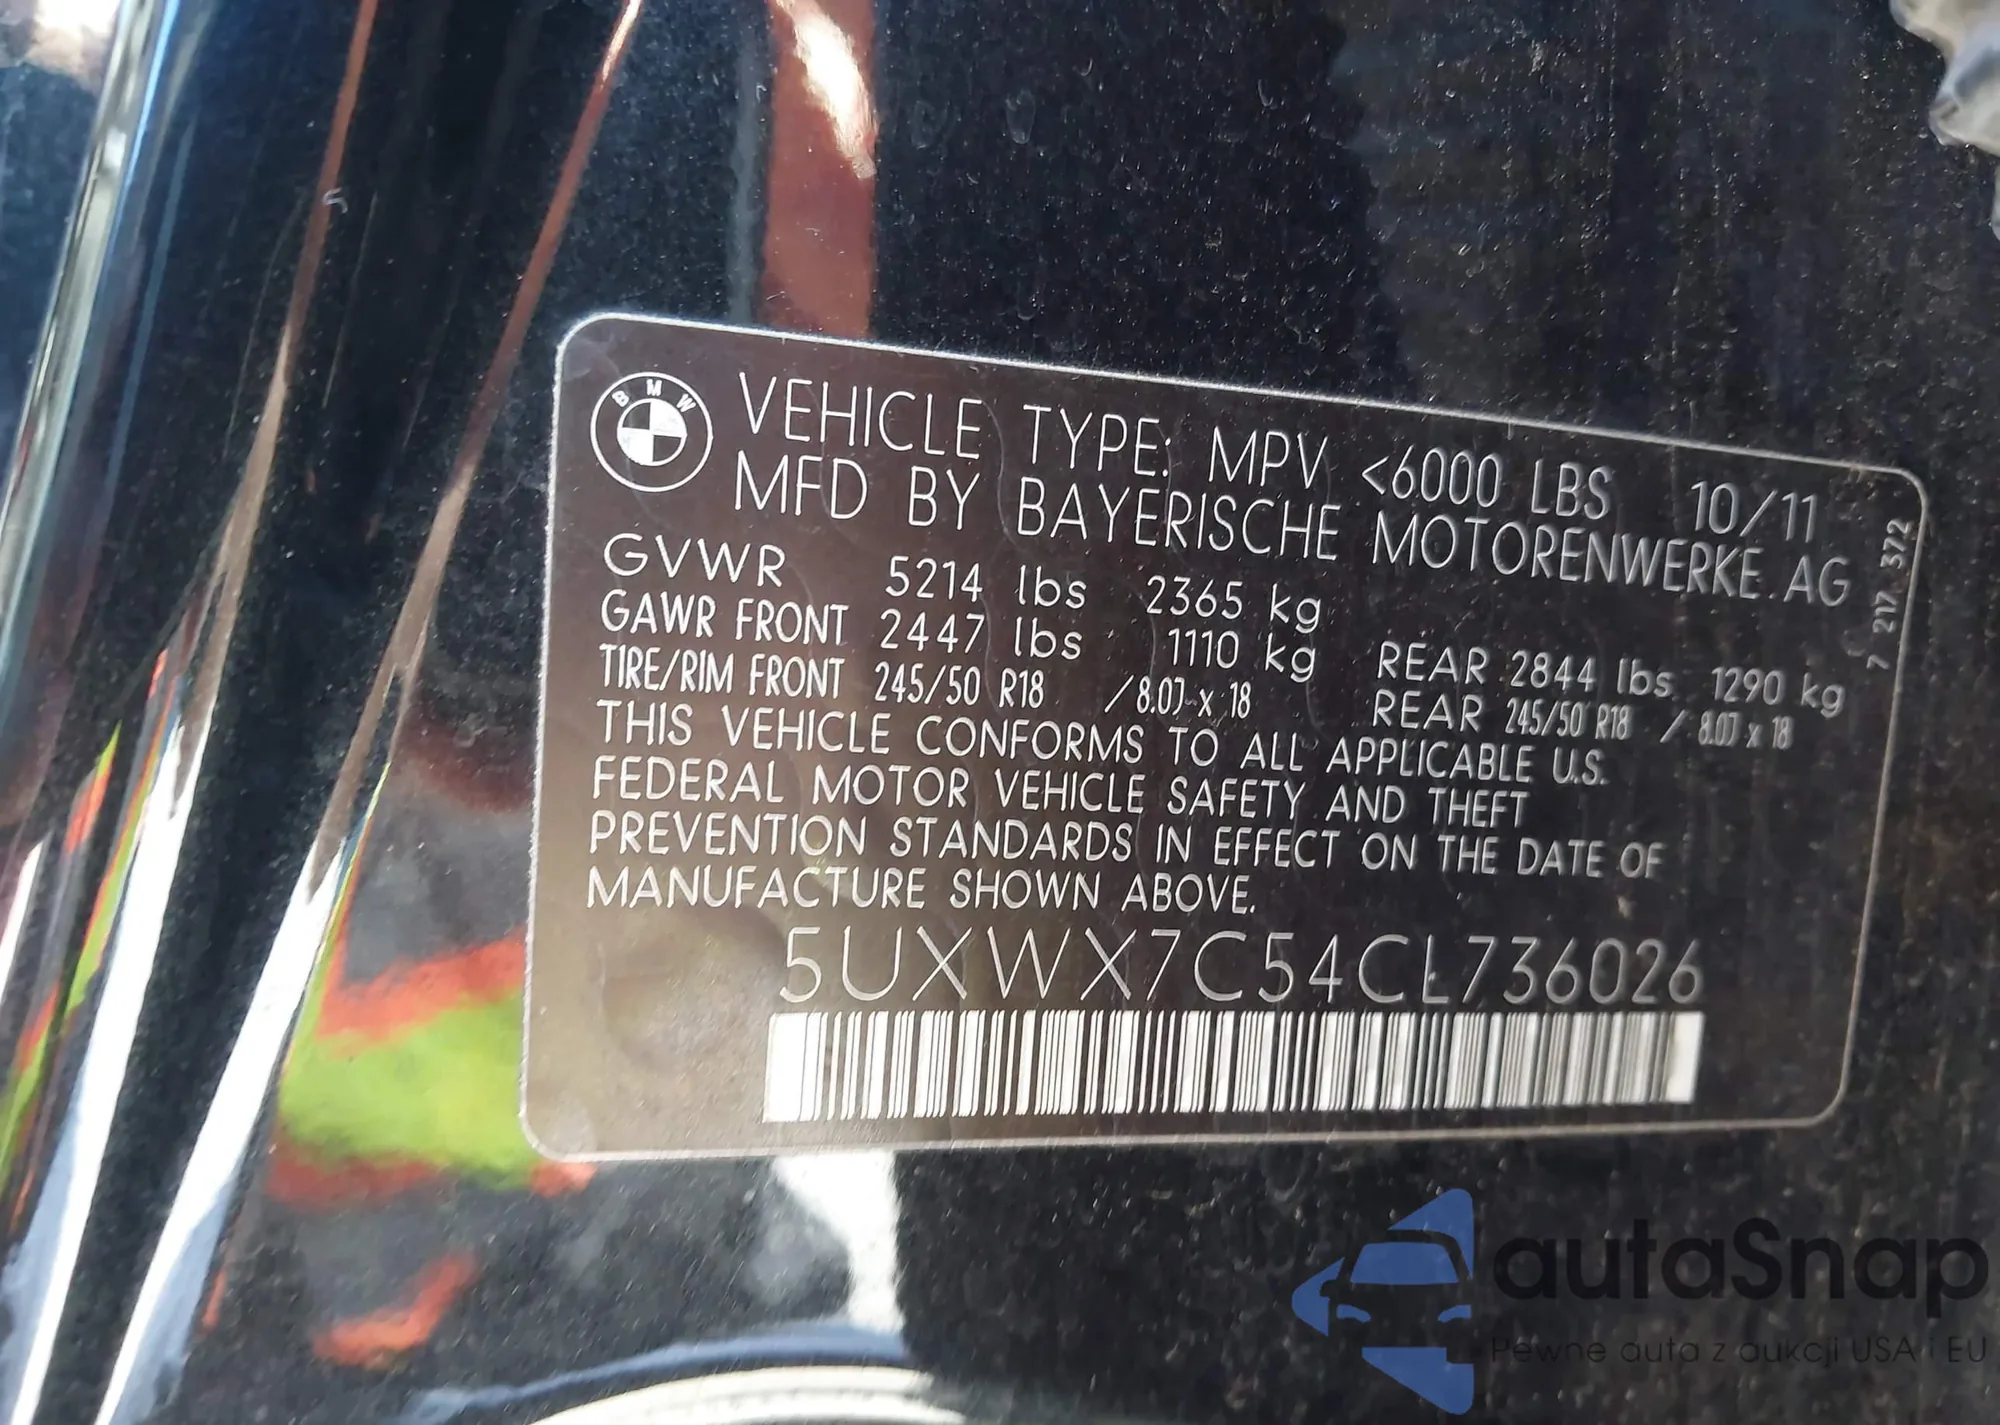 BMW
VEHICLE TYPE: MPV <6000 LBS 10/11
MFD BY BAYERISCHE MOTORENWERKE AG
GVWR 5214 lbs 2365 kg
GAWR FRONT 2447 lbs 1110 kg REAR 2844 lbs 1290 kg
TIRE/RIM FRONT 245/50 R18 /8.0J x 18 REAR 245/50 R18 / 8.0J x 18
THIS VEHICLE CONFORMS TO ALL APPLICABLE U.S.
FEDERAL MOTOR VEHICLE SAFETY AND THEFT
PREVENTION STANDARDS IN EFFECT ON THE DATE OF
MANUFACTURE SHOWN ABOVE.
5UXWX7C54CL736026
7 217 372
autaSnap
Pewne auta z aukcji USA i EU